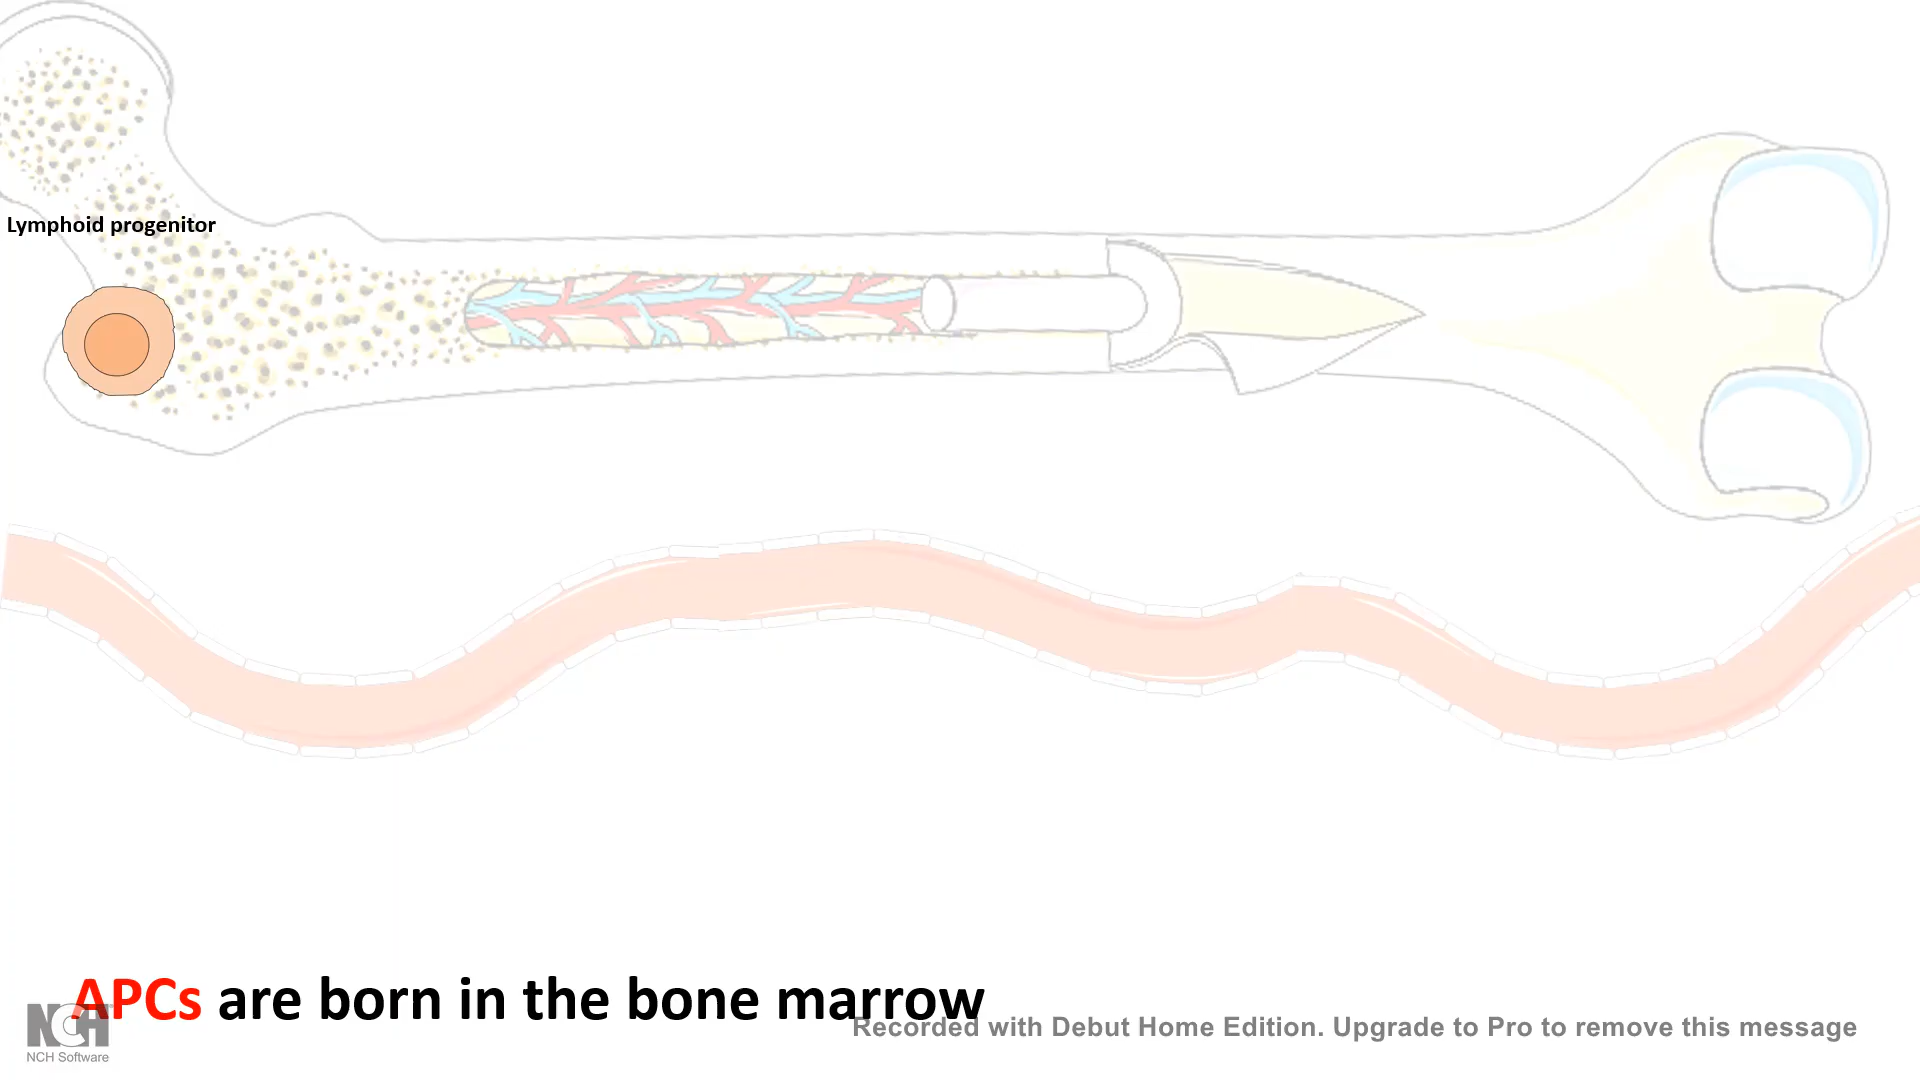 Lymphoid progenitor
APCs are born in the bone marrow
Recorded with Debut Home Edition. Upgrade to Pro to remove this message
NCH
NCH Software